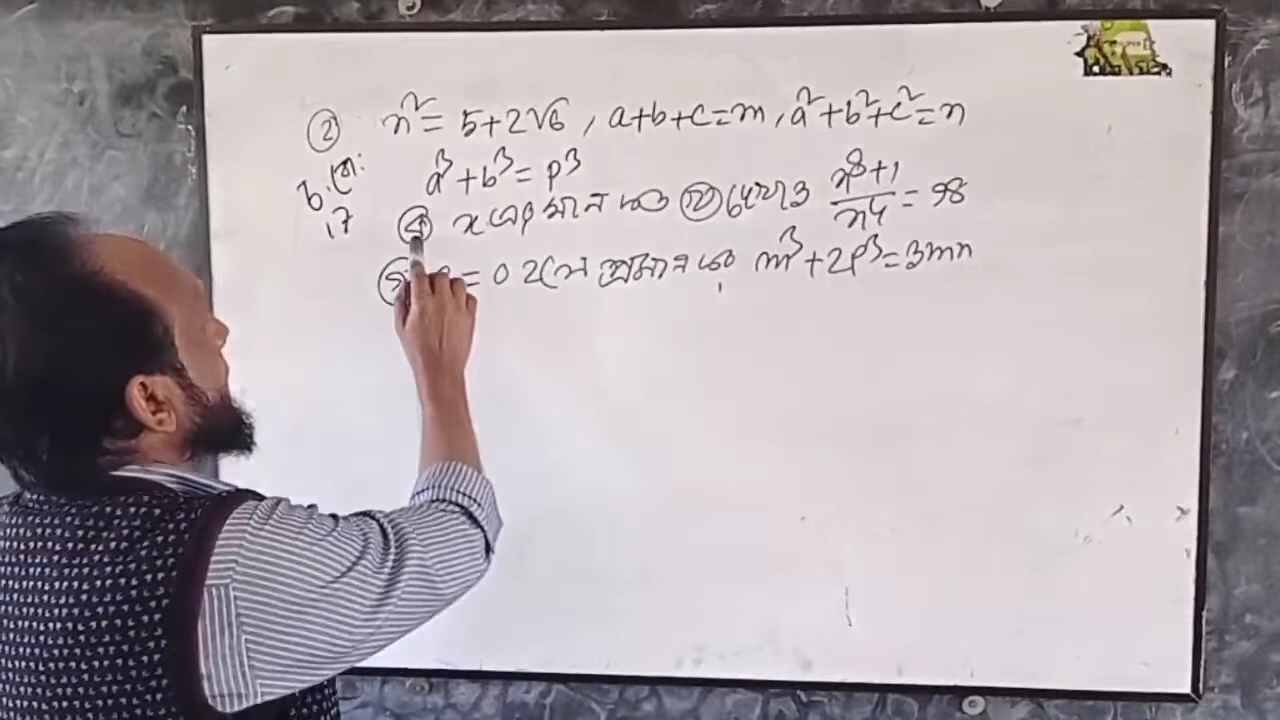 ② x² = 5+2√6, a+b+c=m, a²+b²+c²=n
ঢ.বো: a³+b³=p³
17 ক x এর মান কত খ দেখাও x⁸+1/x⁴ = 98
গ = 0 হলে প্রমাণ কর m³+2p³=3mn